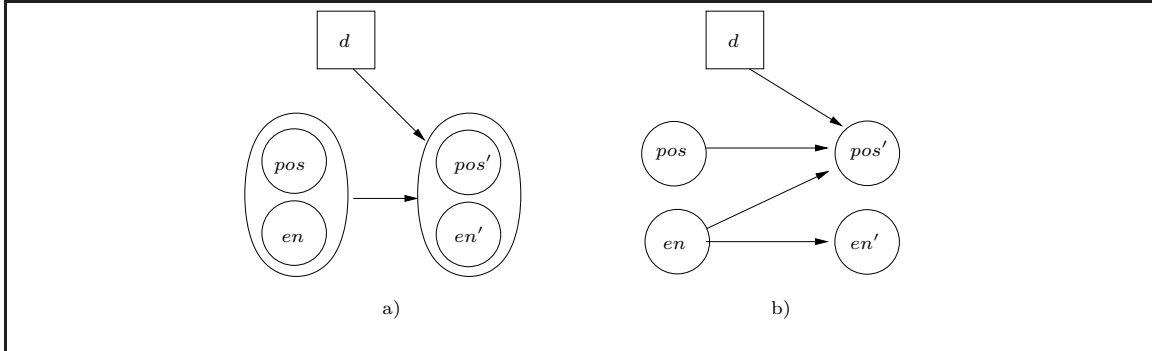 d d
pos pos′ pos pos′
en en′ en en′
a) b)